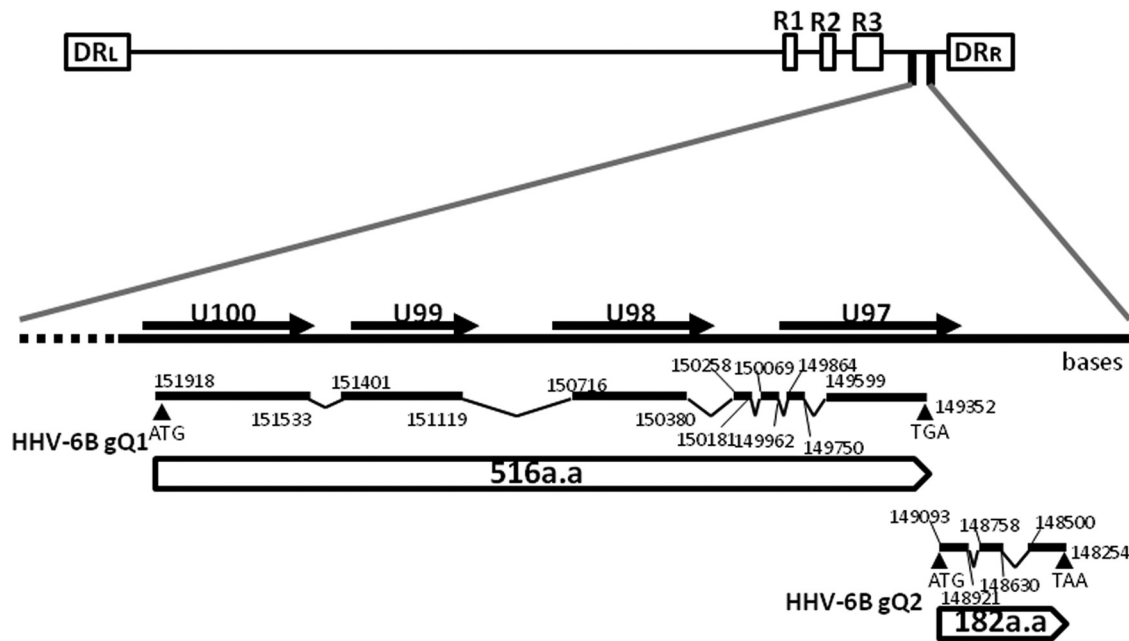 R1 R2 R3
DRL DRR
U100 U99 U98 U97
bases
151918 151401 150716 150258 150069 149864 149599
151533 151119 150380 150181 149962 149750 149352
ATG TGA
HHV-6B gQ1
516a.a
149093 148758 148500
148254
ATG 148630 TAA
148921
HHV-6B gQ2
182a.a